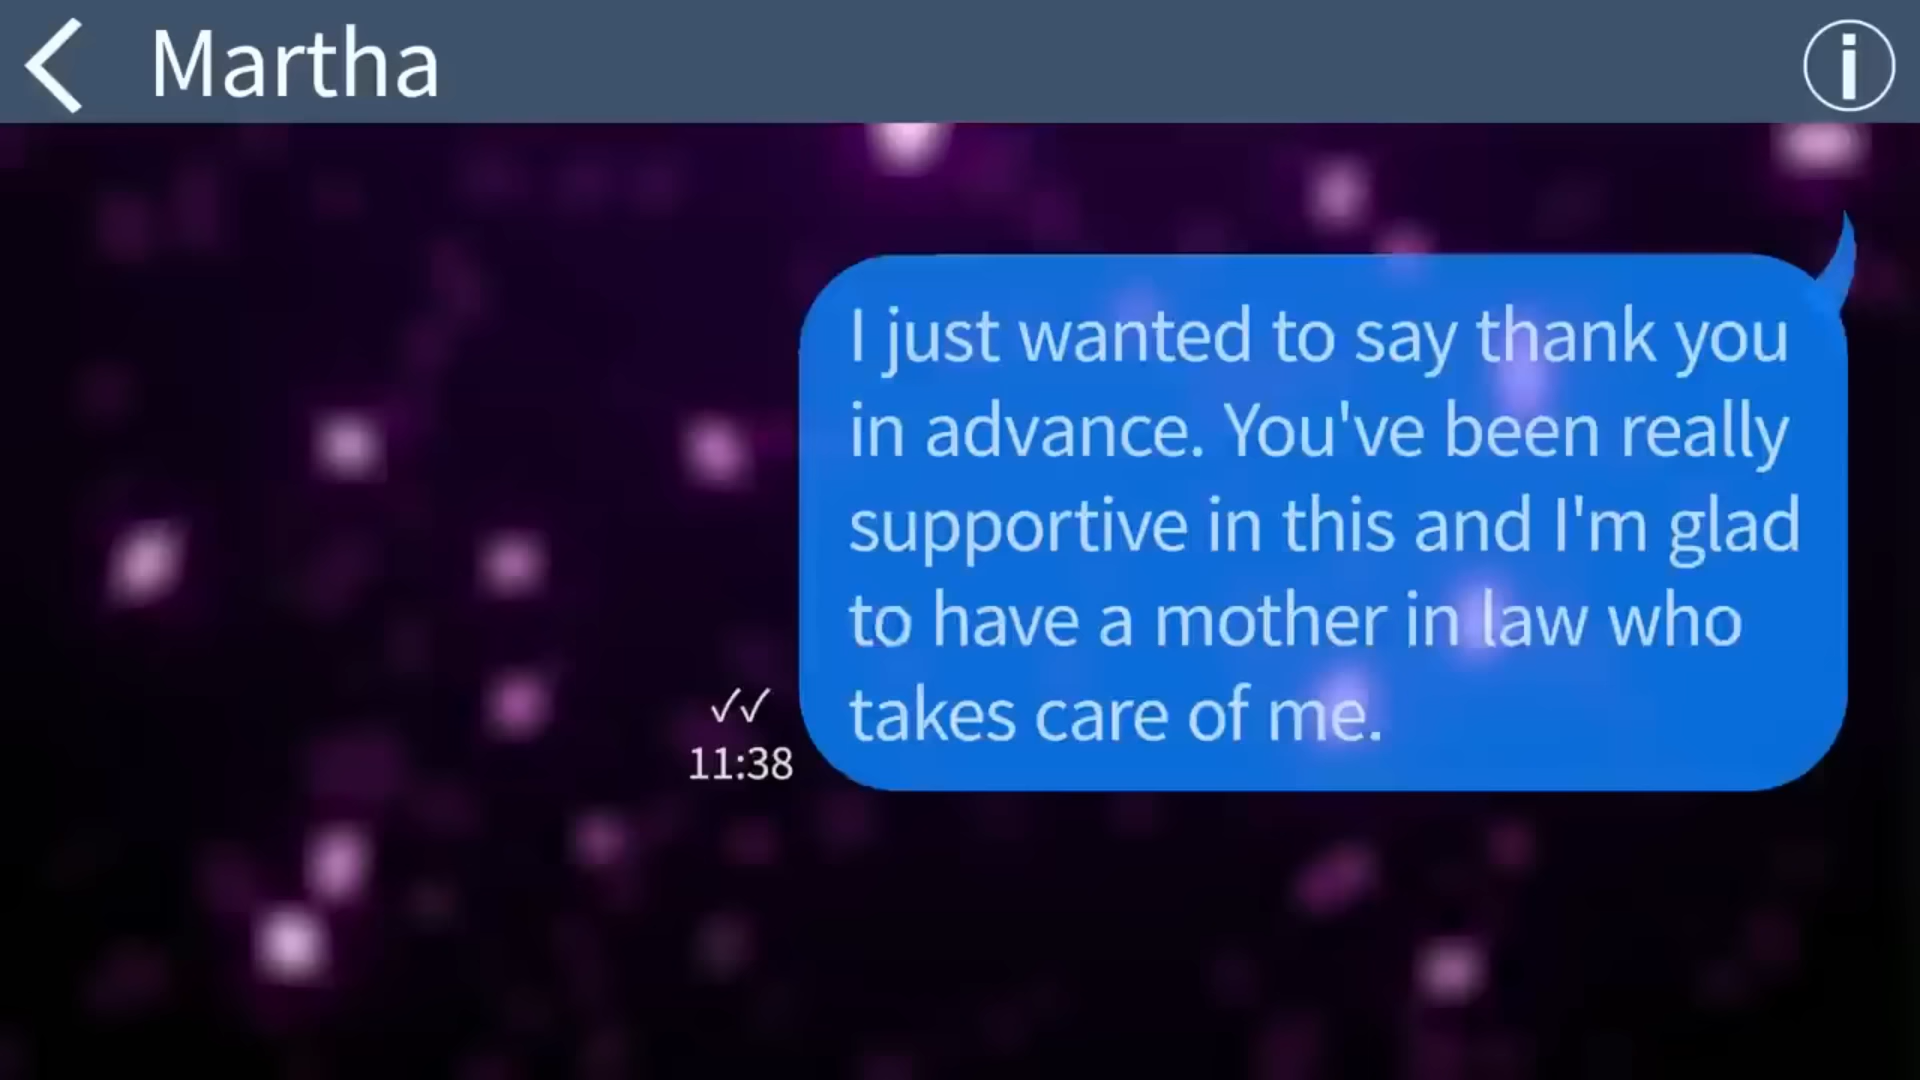 Martha
I just wanted to say thank you
in advance. You've been really
supportive in this and I'm glad
to have a mother in law who
takes care of me.
✓✓
11:38